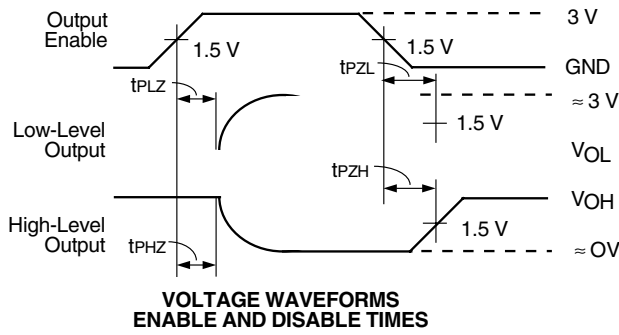 Output
Enable
3 V
1.5 V
1.5 V
GND
tPLZ
tPZL
≈ 3 V
Low-Level
Output
1.5 V
VOL
tPZH
VOH
High-Level
Output
tPHZ
1.5 V
≈ OV
VOLTAGE WAVEFORMS
ENABLE AND DISABLE TIMES